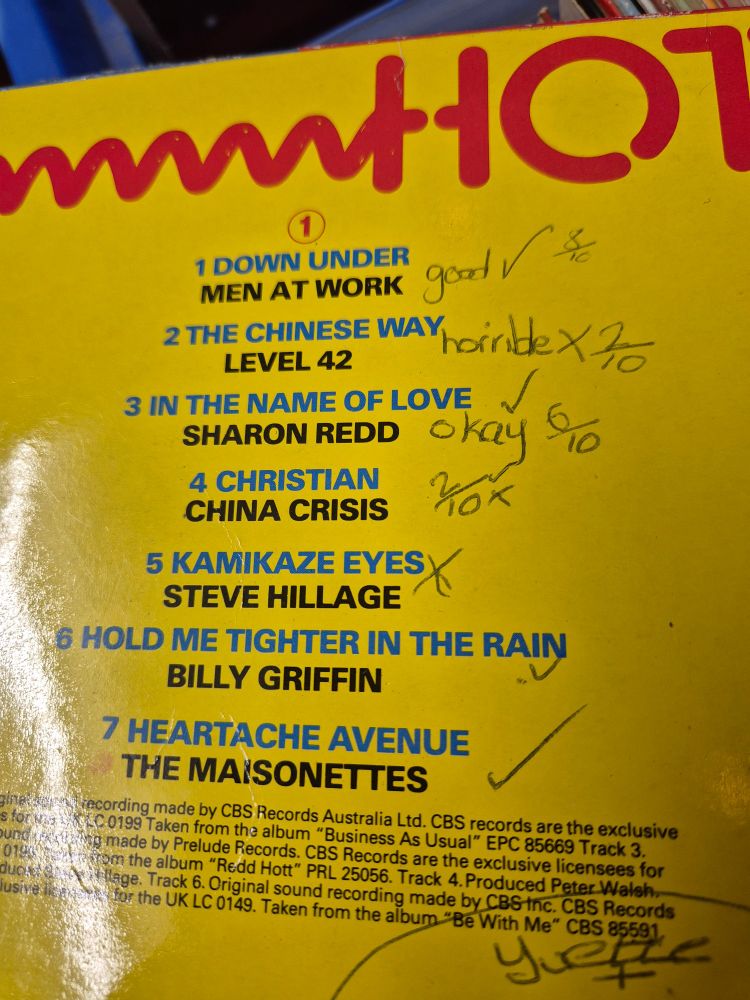 HOT
1
1 DOWN UNDER
MEN AT WORK good ✓ 8/10
2 THE CHINESE WAY
LEVEL 42 horrible X 2/10
3 IN THE NAME OF LOVE ✓
SHARON REDD okay 6/10
4 CHRISTIAN
CHINA CRISIS 2/10 x
5 KAMIKAZE EYES X
STEVE HILLAGE
6 HOLD ME TIGHTER IN THE RAIN
BILLY GRIFFIN ✓
7 HEARTACHE AVENUE
THE MAISONETTES ✓
sound recording made by CBS Records Australia Ltd. CBS records are the exclusive
for the UK LC 0199 Taken from the album "Business As Usual" EPC 85669 Track 3.
recording made by Prelude Records. CBS Records are the exclusive licensees for
from the album "Redd Hott" PRL 25056. Track 4. Produced Peter Walsh.
Hillage. Track 6. Original sound recording made by CBS Inc. CBS Records
for the UK LC 0149. Taken from the album "Be With Me" CBS 85591.
Yvette